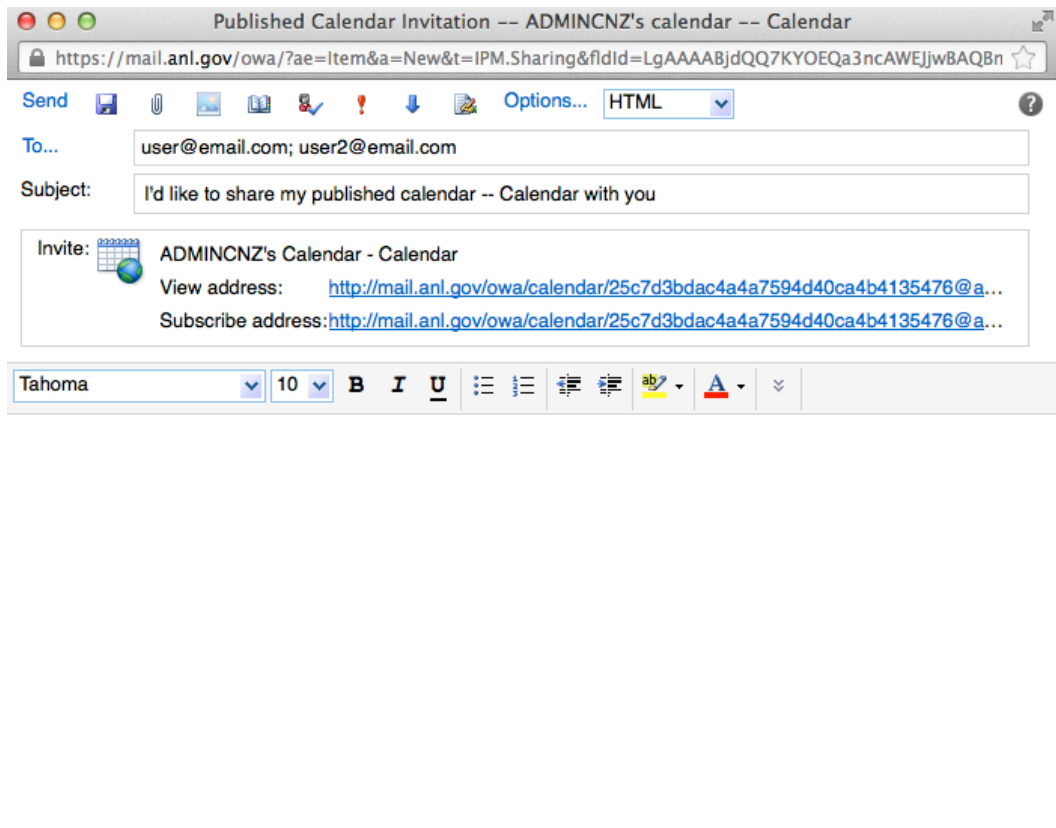 Published Calendar Invitation -- ADMINCNZ's calendar -- Calendar
https://mail.anl.gov/owa/?ae=Item&a=New&t=IPM.Sharing&fldId=LgAAAABjdQQ7KYOEQa3ncAWEJjwBAQBn
Send Options... HTML ?
To... user@email.com; user2@email.com
Subject: I'd like to share my published calendar -- Calendar with you
Invite: ADMINCNZ's Calendar - Calendar
View address: http://mail.anl.gov/owa/calendar/25c7d3bdac4a4a7594d40ca4b4135476@a...
Subscribe address: http://mail.anl.gov/owa/calendar/25c7d3bdac4a4a7594d40ca4b4135476@a...
Tahoma 10 B I U ab A